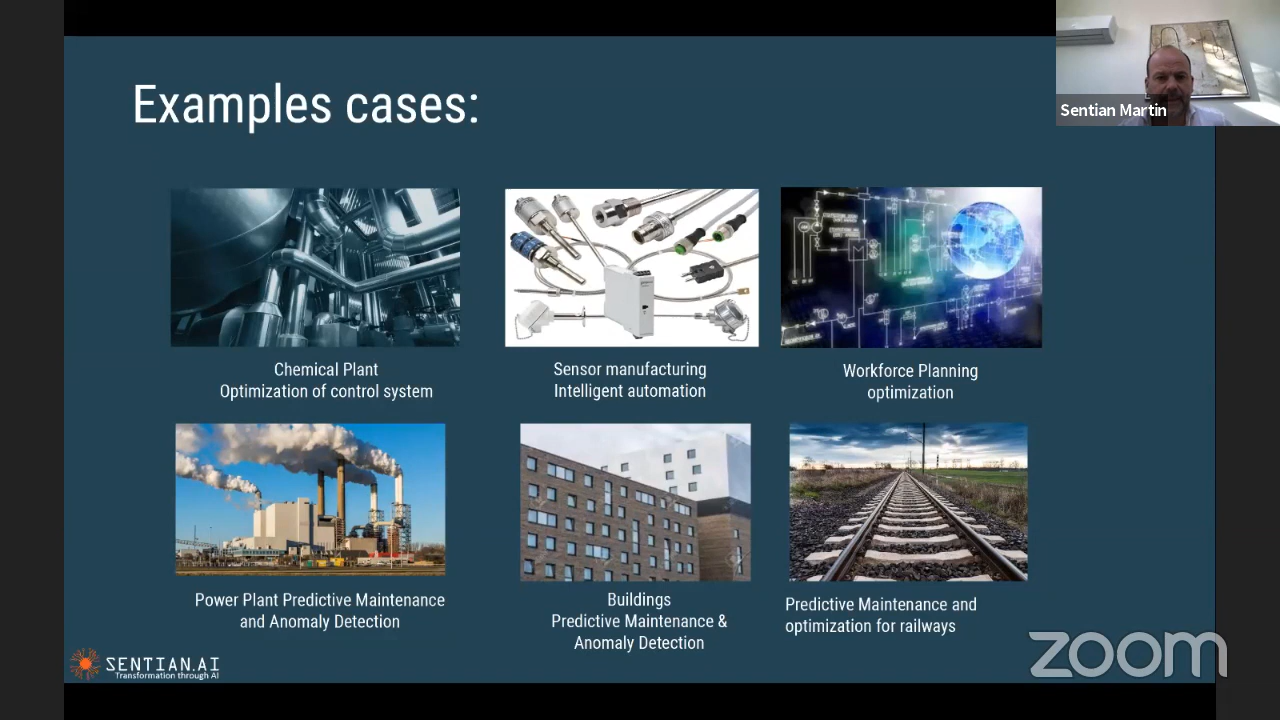 Examples cases:
Sentian Martin
Chemical Plant
Optimization of control system
Sensor manufacturing
Intelligent automation
Workforce Planning
optimization
Power Plant Predictive Maintenance
and Anomaly Detection
Buildings
Predictive Maintenance &
Anomaly Detection
Predictive Maintenance and
optimization for railways
SENTIAN.AI
Transformation through AI
zoom